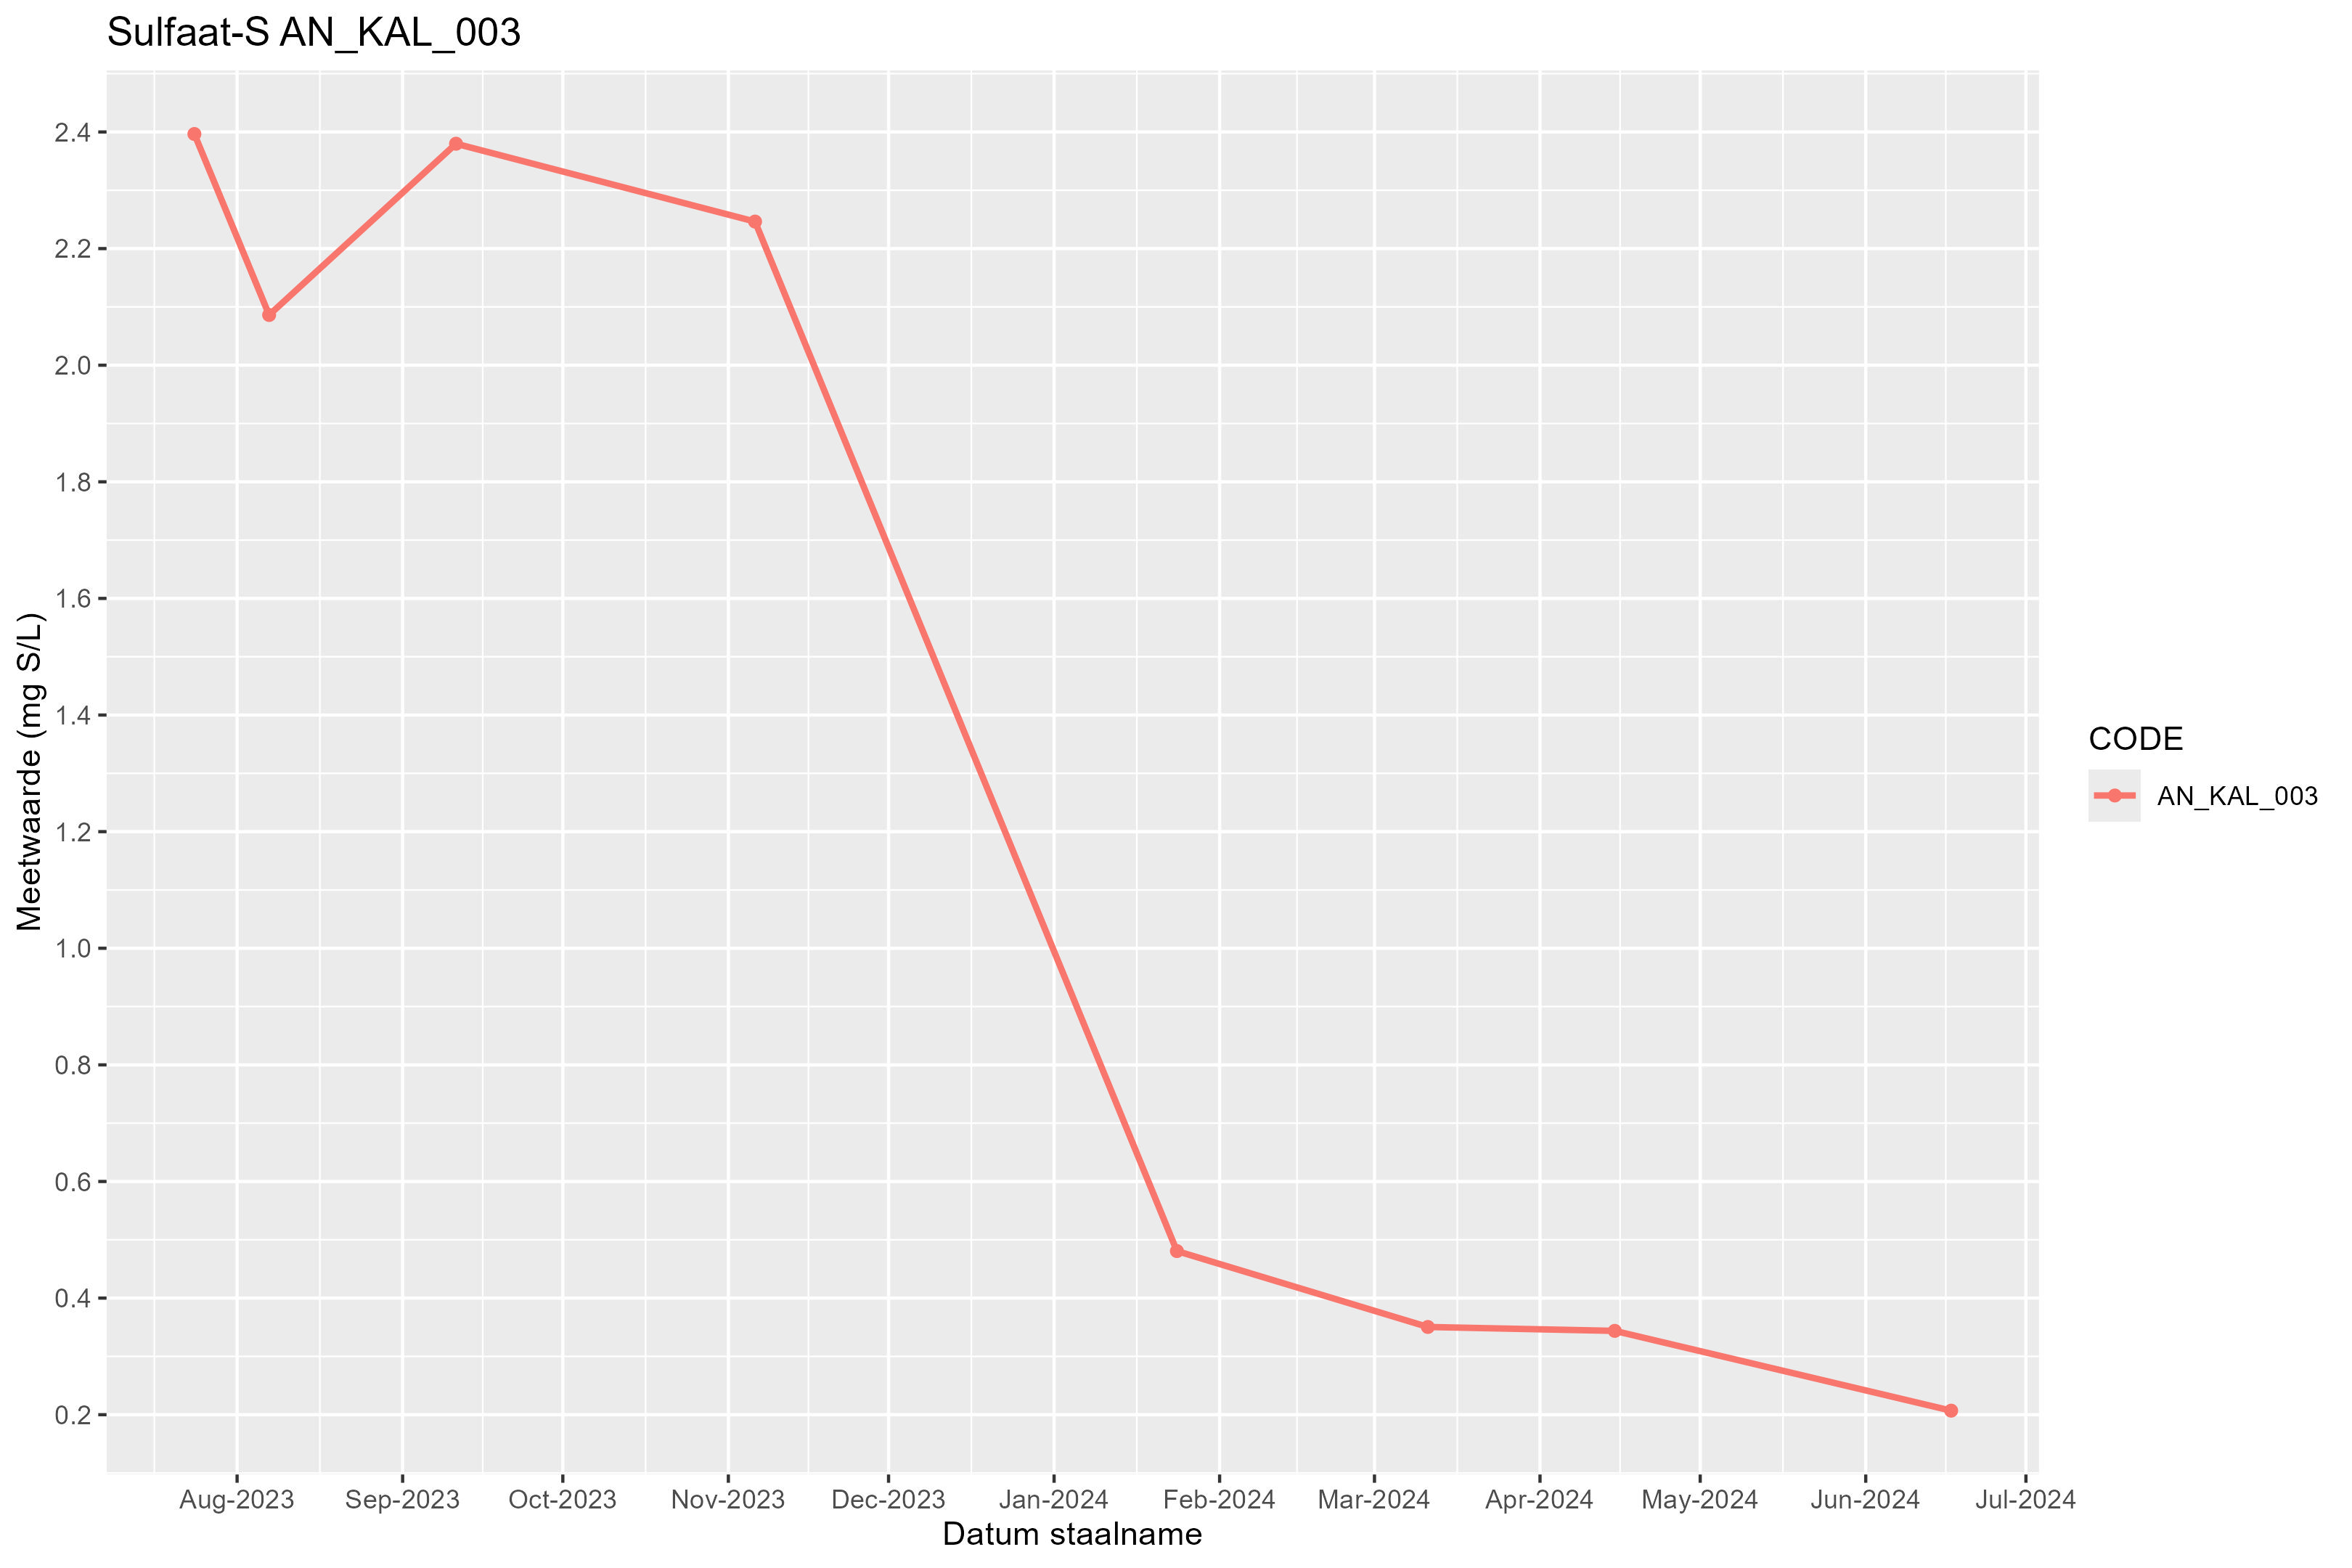 Sulfaat-S AN_KAL_003
Meetwaarde (mg S/L)
2.4
2.2
2.0
1.8
1.6
1.4
1.2
1.0
0.8
0.6
0.4
0.2
Aug-2023 Sep-2023 Oct-2023 Nov-2023 Dec-2023 Jan-2024 Feb-2024 Mar-2024 Apr-2024 May-2024 Jun-2024 Jul-2024
Datum staalname
CODE
AN_KAL_003